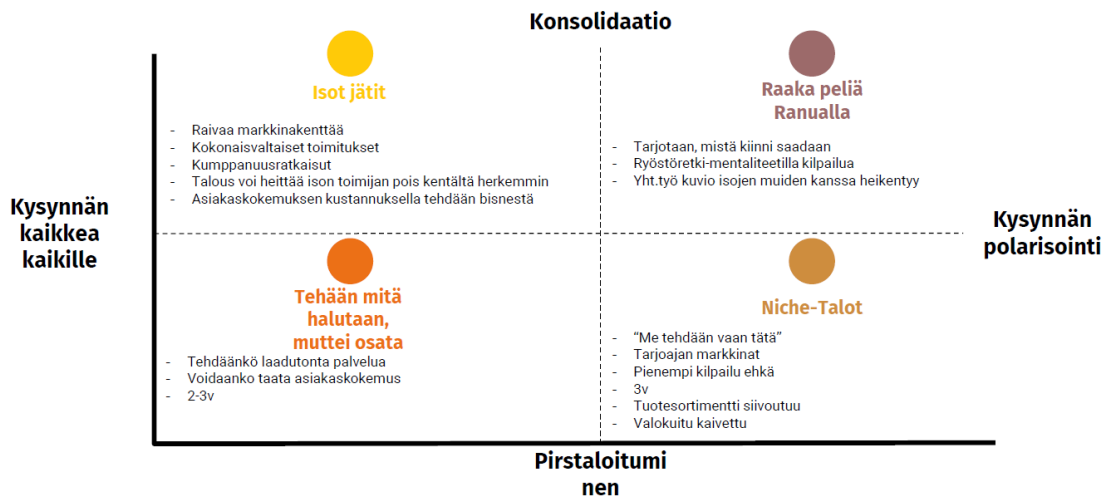 Konsolidaatio
Isot jätit
- Raivaa markkinakenttää
- Kokonaisvaltaiset toimitukset
- Kumppanuusratkaisut
- Talous voi heittää ison toimijan pois kentältä herkemmin
- Asiakaskokemuksen kustannuksella tehdään bisnestä
Raaka peliä
Ranualla
- Tarjotaan, mistä kiinni saadaan
- Ryöstöretki-mentaliteetilla kilpailua
- Yht.työ kuvio isojen muiden kanssa heikentyy
Kysynnän
kaikkea
kaikille
Kysynnän
polarisointi
Tehään mitä
halutaan,
muttei osata
- Tehdäänkö laadutonta palvelua
- Voidaanko taata asiakaskokemus
- 2-3v
Niche-Talot
- “Me tehdään vaan tätä”
- Tarjoajan markkinat
- Pienempi kilpailu ehkä
- 3v
- Tuotesortimentti siivoutuu
- Valokuitu kaivettu
Pirstaloitumi
nen